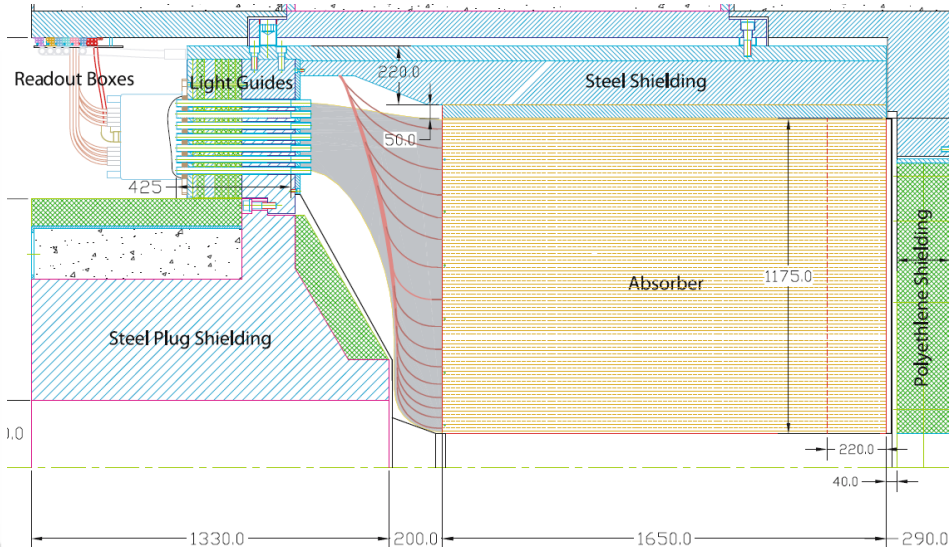 Readout Boxes
Light Guides
220.0
Steel Shielding
50.0
425
Absorber
1175.0
Polyethlene Shielding
Steel Plug Shielding
220.0
40.0
1330.0
200.0
1650.0
290.0